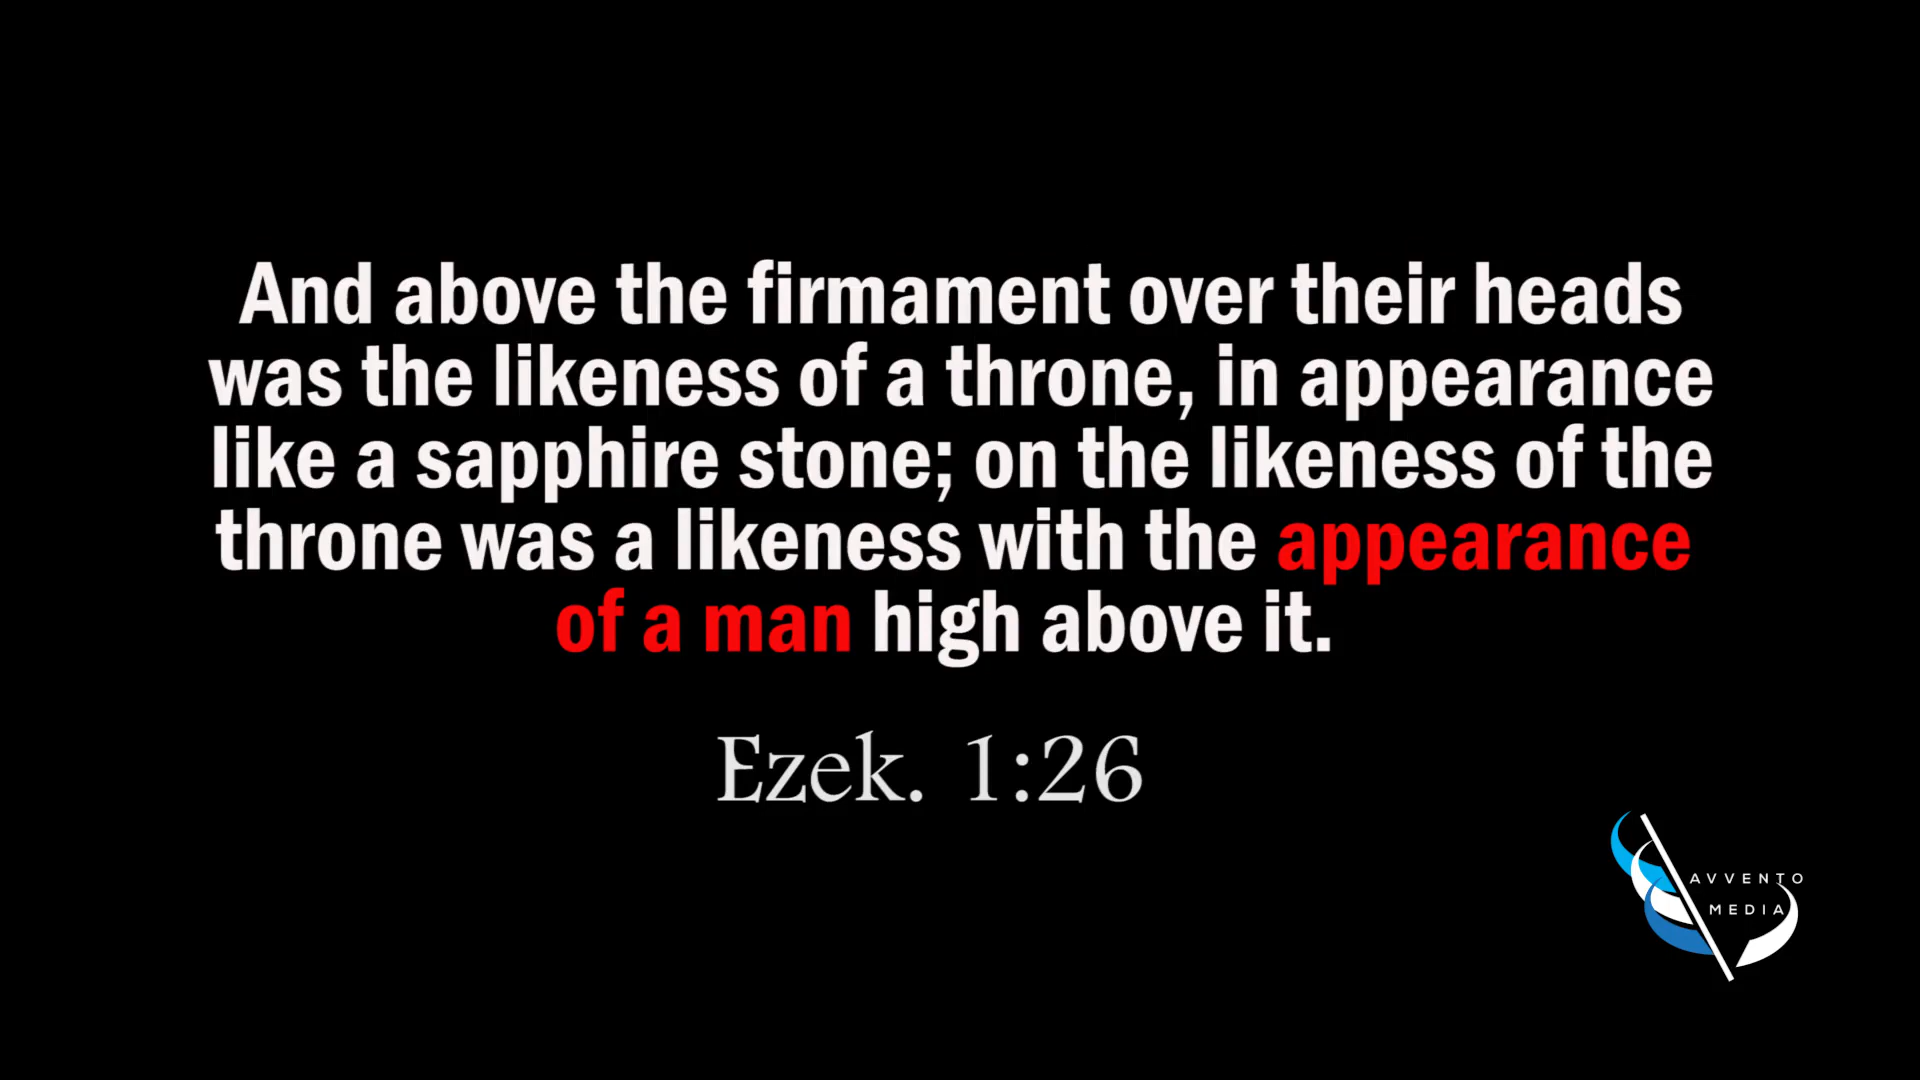 And above the firmament over their heads
was the likeness of a throne, in appearance
like a sapphire stone; on the likeness of the
throne was a likeness with the appearance
of a man high above it.
Ezek. 1:26
AVVENTO
MEDIA